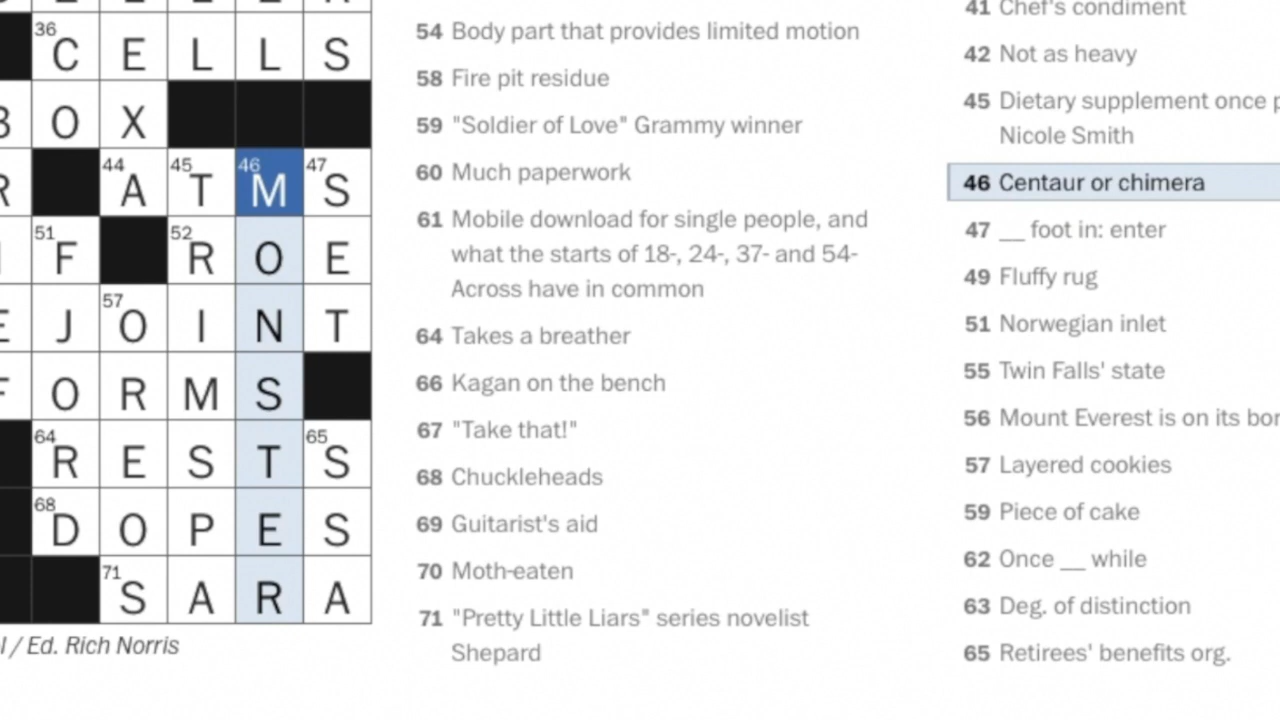 36 C E L L S
B O X
R 44 A 45 T 46 M 47 S
51 F 52 R O E
E J 57 O I N T
F O R M S
64 R E S T 65 S
68 D O P E S
71 S A R A
/ Ed. Rich Norris
54 Body part that provides limited motion
58 Fire pit residue
59 "Soldier of Love" Grammy winner
60 Much paperwork
61 Mobile download for single people, and
what the starts of 18-, 24-, 37- and 54-
Across have in common
64 Takes a breather
66 Kagan on the bench
67 "Take that!"
68 Chuckleheads
69 Guitarist's aid
70 Moth-eaten
71 "Pretty Little Liars" series novelist
Shepard
41 Chef's condiment
42 Not as heavy
45 Dietary supplement once p
Nicole Smith
46 Centaur or chimera
47 __ foot in: enter
49 Fluffy rug
51 Norwegian inlet
55 Twin Falls' state
56 Mount Everest is on its bor
57 Layered cookies
59 Piece of cake
62 Once __ while
63 Deg. of distinction
65 Retirees' benefits org.